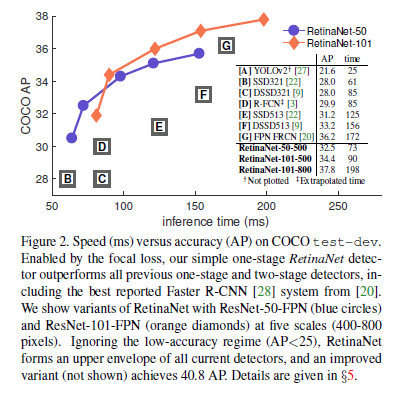 38
36
34
32
30
28
COCO AP
50
100
150
200
250
inference time (ms)
B
C
D
E
F
G
RetinaNet-50
RetinaNet-101
AP time
[A] YOLOv2† [27] 21.6 25
[B] SSD321 [22] 28.0 61
[C] DSSD321 [9] 28.0 85
[D] R-FCN‡ [3] 29.9 85
[E] SSD513 [22] 31.2 125
[F] DSSD513 [9] 33.2 156
[G] FPN FRCN [20] 36.2 172
RetinaNet-50-500 32.5 73
RetinaNet-101-500 34.4 90
RetinaNet-101-800 37.8 198
†Not plotted ‡Extrapolated time
Figure 2. Speed (ms) versus accuracy (AP) on COCO test-dev.
Enabled by the focal loss, our simple one-stage RetinaNet detec-
tor outperforms all previous one-stage and two-stage detectors, in-
cluding the best reported Faster R-CNN [28] system from [20].
We show variants of RetinaNet with ResNet-50-FPN (blue circles)
and ResNet-101-FPN (orange diamonds) at five scales (400-800
pixels). Ignoring the low-accuracy regime (AP<25), RetinaNet
forms an upper envelope of all current detectors, and an improved
variant (not shown) achieves 40.8 AP. Details are given in §5.